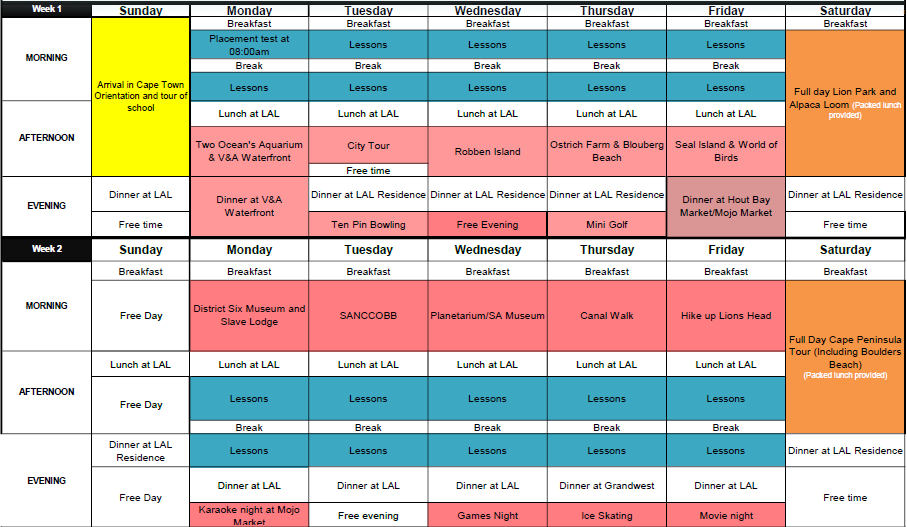 Week 1 Sunday Monday Tuesday Wednesday Thursday Friday Saturday
Breakfast Breakfast Breakfast Breakfast Breakfast Breakfast
MORNING
Arrival in Cape Town
Orientation and tour of
school
Placement test at
08:00am
Lessons Lessons Lessons Lessons
Full day Lion Park and
Alpaca Loom (Packed lunch
provided)
Break Break Break Break Break
Lessons Lessons Lessons Lessons Lessons
AFTERNOON
Lunch at LAL Lunch at LAL Lunch at LAL Lunch at LAL Lunch at LAL
Two Ocean's Aquarium
& V&A Waterfront
City Tour
Free time
Robben Island
Ostrich Farm & Blouberg
Beach
Seal Island & World of
Birds
EVENING
Dinner at LAL
Dinner at V&A
Waterfront
Dinner at LAL Residence Dinner at LAL Residence Dinner at LAL Residence
Dinner at Hout Bay
Market/Mojo Market
Dinner at LAL Residence
Free time Ten Pin Bowling Free Evening Mini Golf Free time
Week 2 Sunday Monday Tuesday Wednesday Thursday Friday Saturday
Breakfast Breakfast Breakfast Breakfast Breakfast Breakfast Breakfast
MORNING
Free Day
District Six Museum and
Slave Lodge
SANCCOBB
Planetarium/SA Museum
Canal Walk
Hike up Lions Head
Full Day Cape Peninsula
Tour (Including Boulders
Beach)
(Packed lunch provided)
AFTERNOON
Lunch at LAL Lunch at LAL Lunch at LAL Lunch at LAL Lunch at LAL Lunch at LAL
Free Day Lessons Lessons Lessons Lessons Lessons
Break Break Break Break Break
EVENING
Dinner at LAL
Residence
Lessons Lessons Lessons Lessons Lessons
Dinner at LAL Residence
Free Day
Dinner at LAL Dinner at LAL Dinner at LAL Dinner at Grandwest Dinner at LAL
Free time
Karaoke night at Mojo
Market
Free evening Games Night Ice Skating Movie night